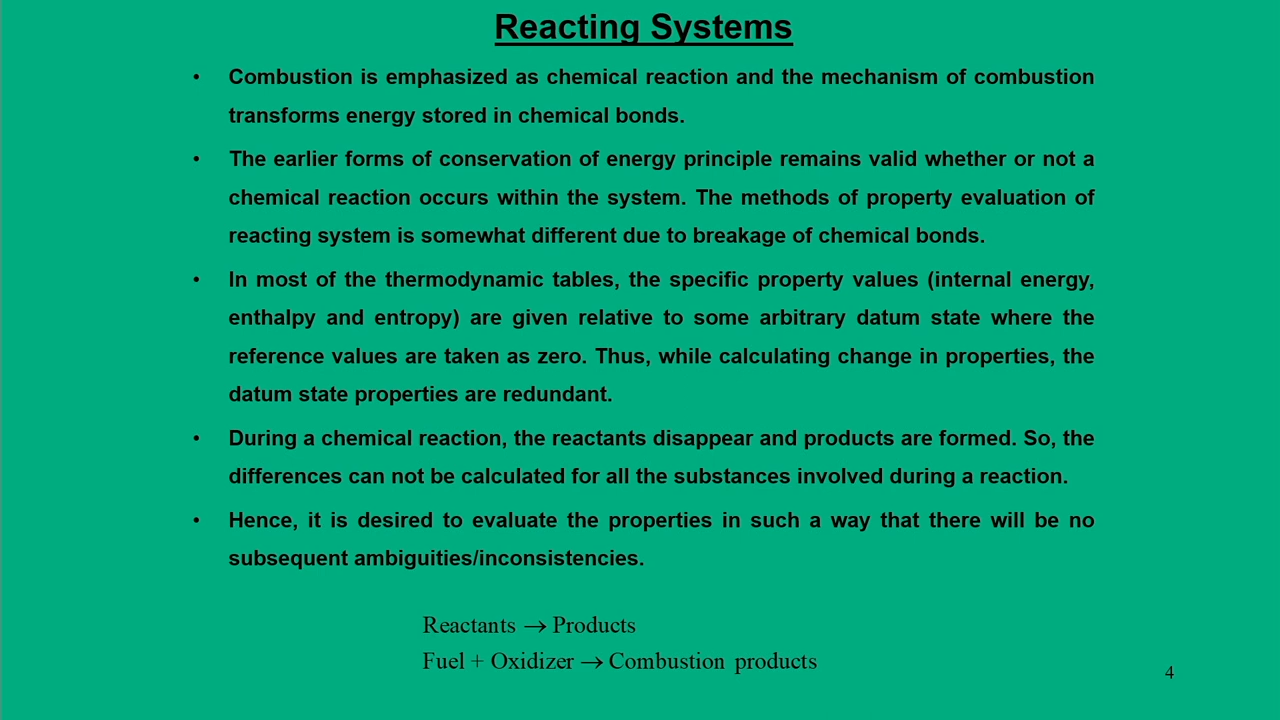 Reacting Systems
• Combustion is emphasized as chemical reaction and the mechanism of combustion
transforms energy stored in chemical bonds.
• The earlier forms of conservation of energy principle remains valid whether or not a
chemical reaction occurs within the system. The methods of property evaluation of
reacting system is somewhat different due to breakage of chemical bonds.
• In most of the thermodynamic tables, the specific property values (internal energy,
enthalpy and entropy) are given relative to some arbitrary datum state where the
reference values are taken as zero. Thus, while calculating change in properties, the
datum state properties are redundant.
• During a chemical reaction, the reactants disappear and products are formed. So, the
differences can not be calculated for all the substances involved during a reaction.
• Hence, it is desired to evaluate the properties in such a way that there will be no
subsequent ambiguities/inconsistencies.
Reactants → Products
Fuel + Oxidizer → Combustion products
4